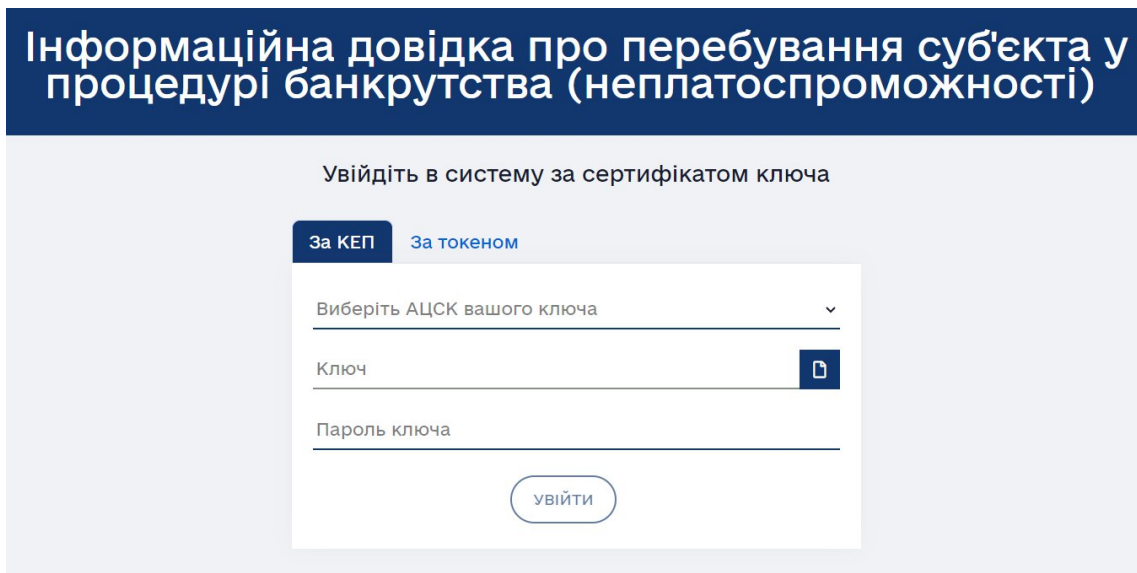 Інформаційна довідка про перебування суб'єкта у
процедурі банкрутства (неплатоспроможності)
Увійдіть в систему за сертифікатом ключа
За КЕП
За токеном
Виберіть АЦСК вашого ключа
Ключ
Пароль ключа
УВІЙТИ